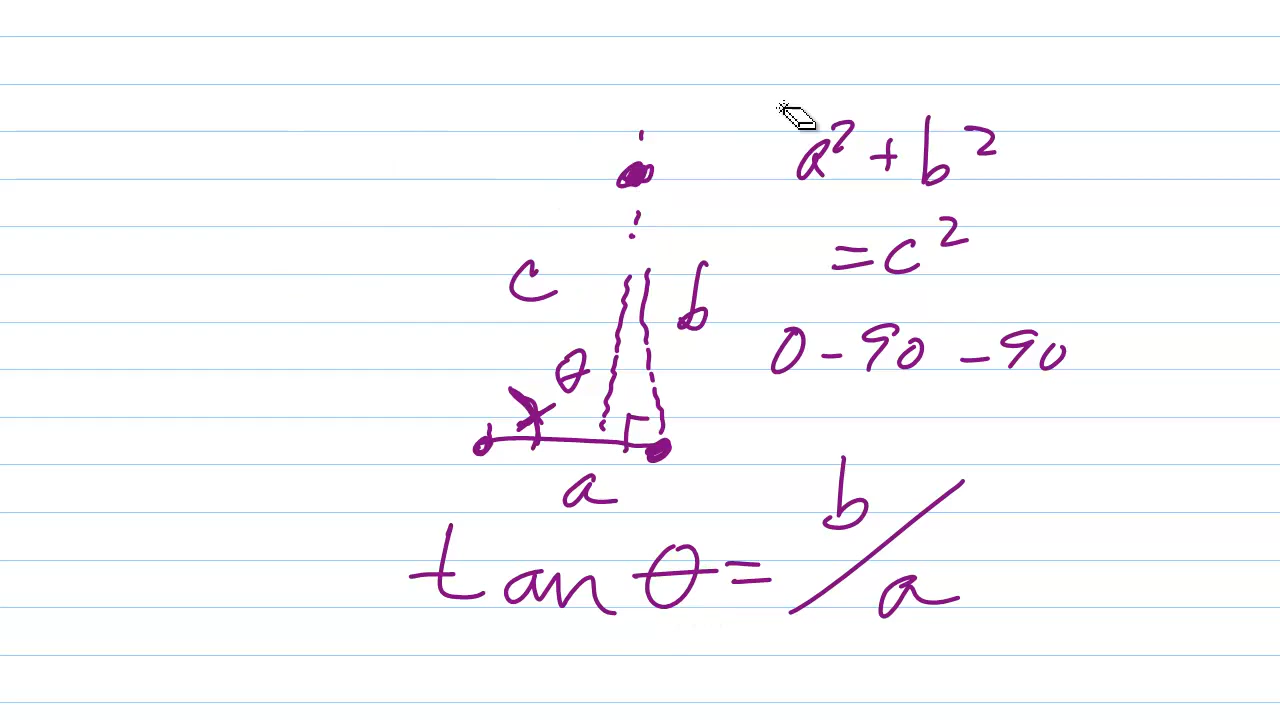 a² + b²
= c²
c
b
0 - 90 - 90
θ
a
tan θ = b/a